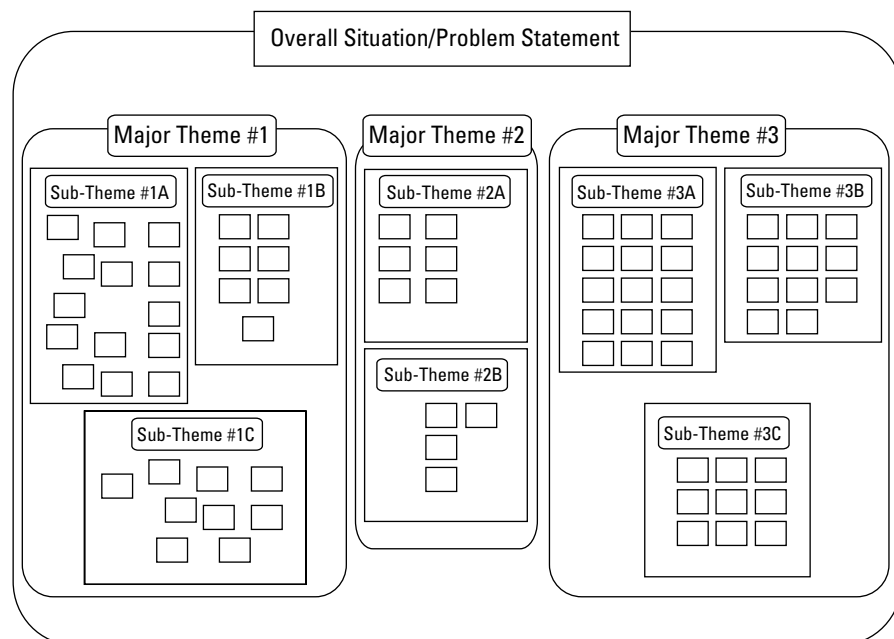 Overall Situation/Problem Statement
Major Theme #1
Major Theme #2
Major Theme #3
Sub-Theme #1A
Sub-Theme #1B
Sub-Theme #2A
Sub-Theme #3A
Sub-Theme #3B
Sub-Theme #2B
Sub-Theme #1C
Sub-Theme #3C